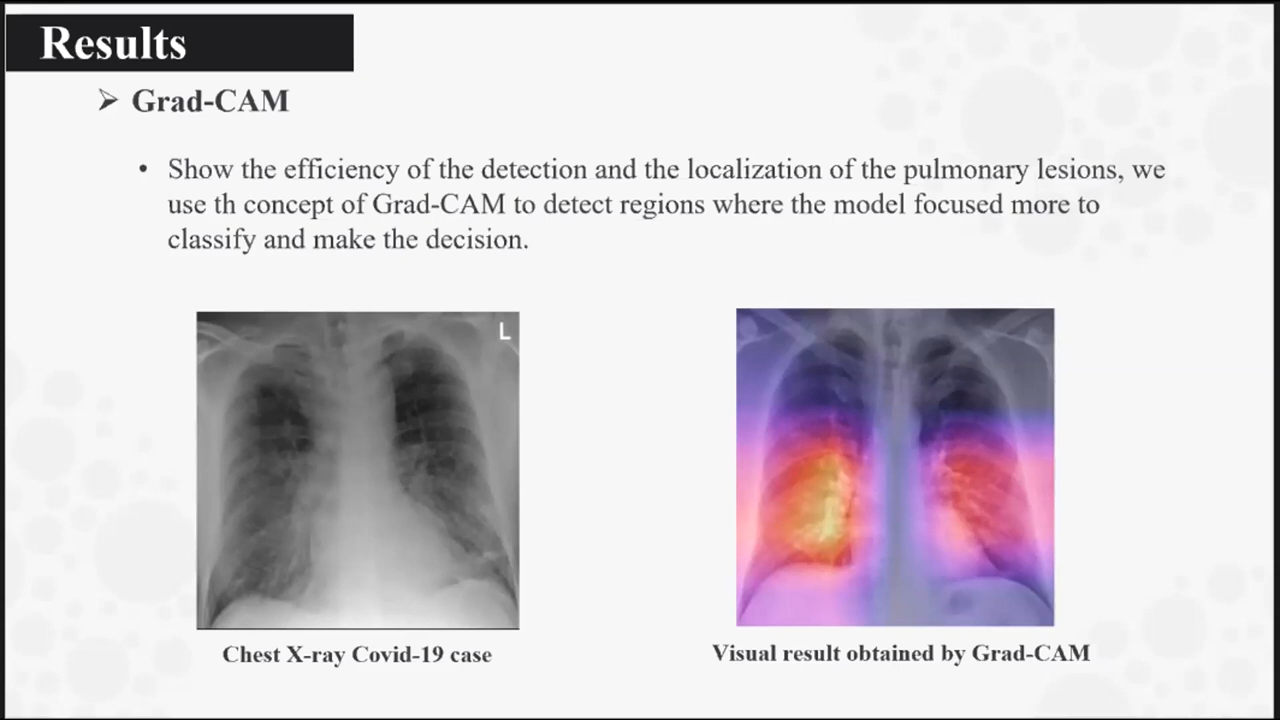 Results
➢ Grad-CAM
• Show the efficiency of the detection and the localization of the pulmonary lesions, we
use th concept of Grad-CAM to detect regions where the model focused more to
classify and make the decision.
L
Chest X-ray Covid-19 case
Visual result obtained by Grad-CAM